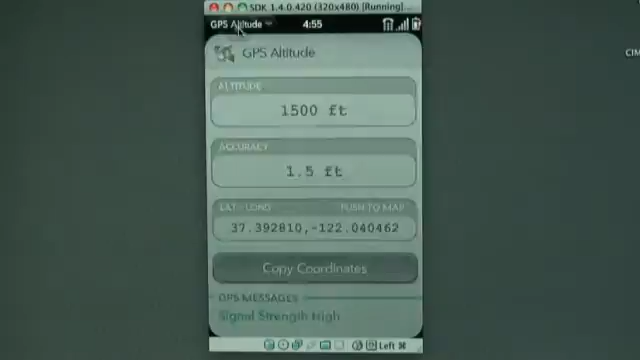 SDK 1.4.0.420 (320x480) [Running]
GPS Altitude 4:55
GPS Altitude
ALTITUDE
1500 ft
ACCURACY
1.5 ft
LAT - LONG PUSH TO MAP
37.392810,-122.040462
Copy Coordinates
GPS MESSAGES
Signal Strength High
Left ⌘
CIM